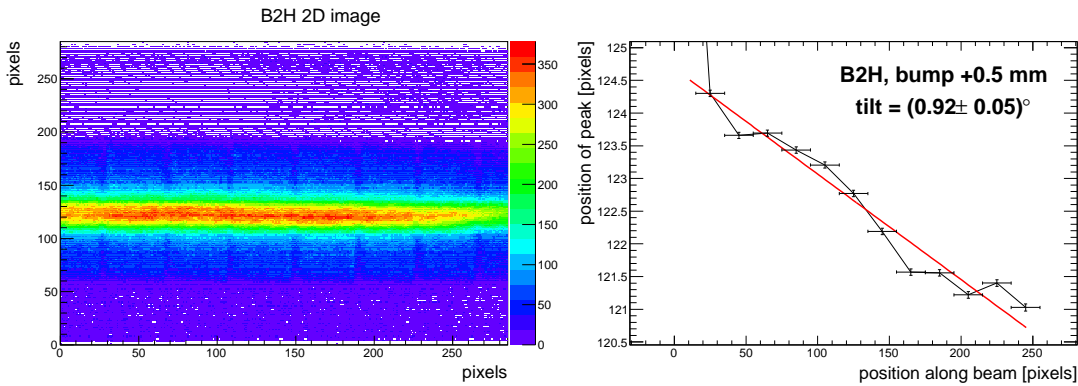 B2H 2D image
pixels
250
200
150
100
50
0
0 50 100 150 200 250
pixels
350
300
250
200
150
100
50
0
position of peak [pixels]
125
124.5
124
123.5
123
122.5
122
121.5
121
120.5
B2H, bump +0.5 mm
tilt = (0.92± 0.05)°
0 50 100 150 200 250
position along beam [pixels]